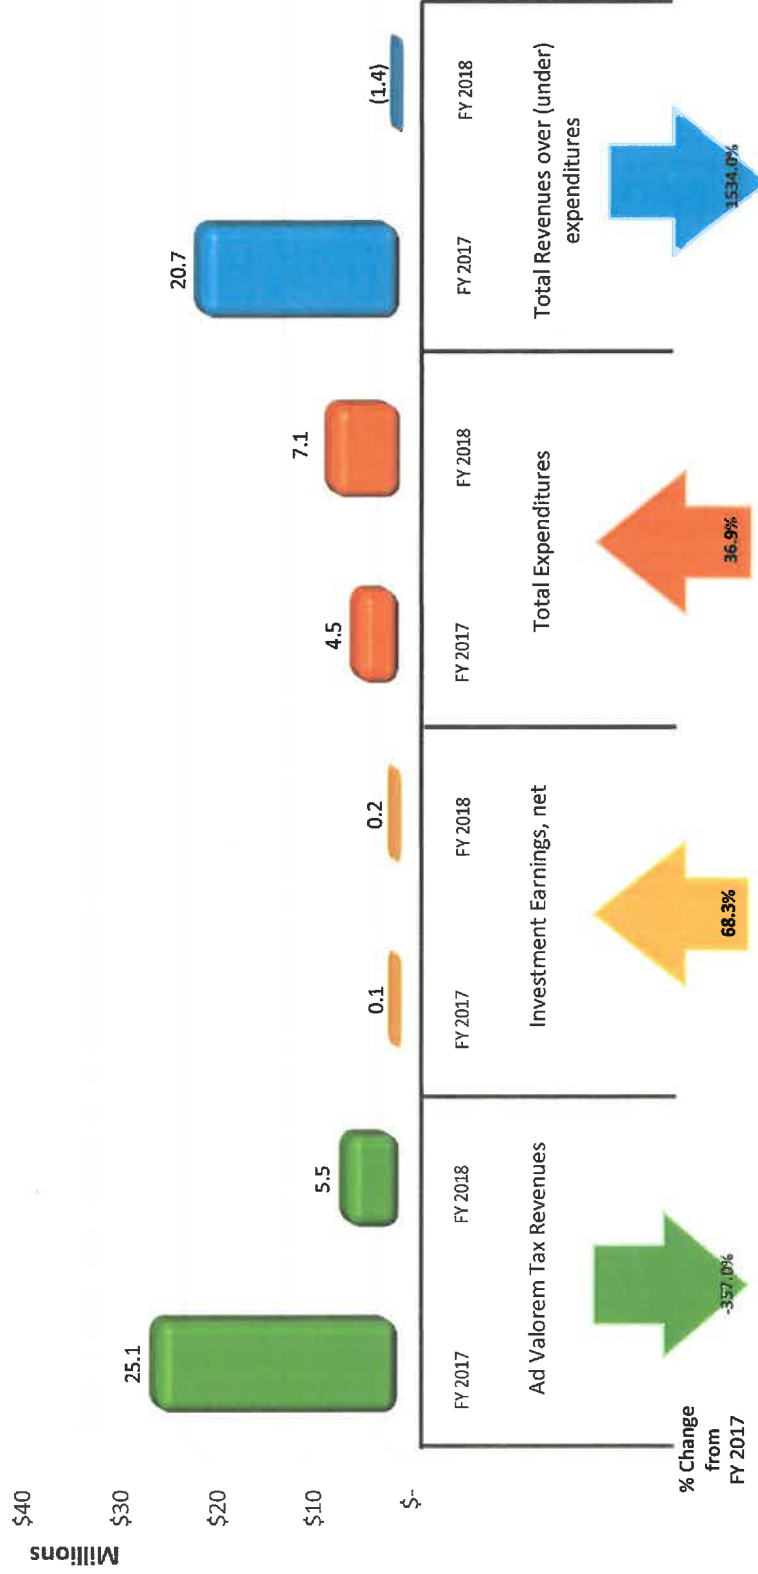 Millions
$40
$30
$20
$10
$-
25.1
5.5
0.1
0.2
4.5
7.1
20.7
(1.4)
FY 2017
FY 2018
FY 2017
FY 2018
FY 2017
FY 2018
FY 2017
FY 2018
Ad Valorem Tax Revenues
Investment Earnings, net
Total Expenditures
Total Revenues over (under)
expenditures
% Change
from
FY 2017
-357.0%
68.3%
36.9%
1534.0%